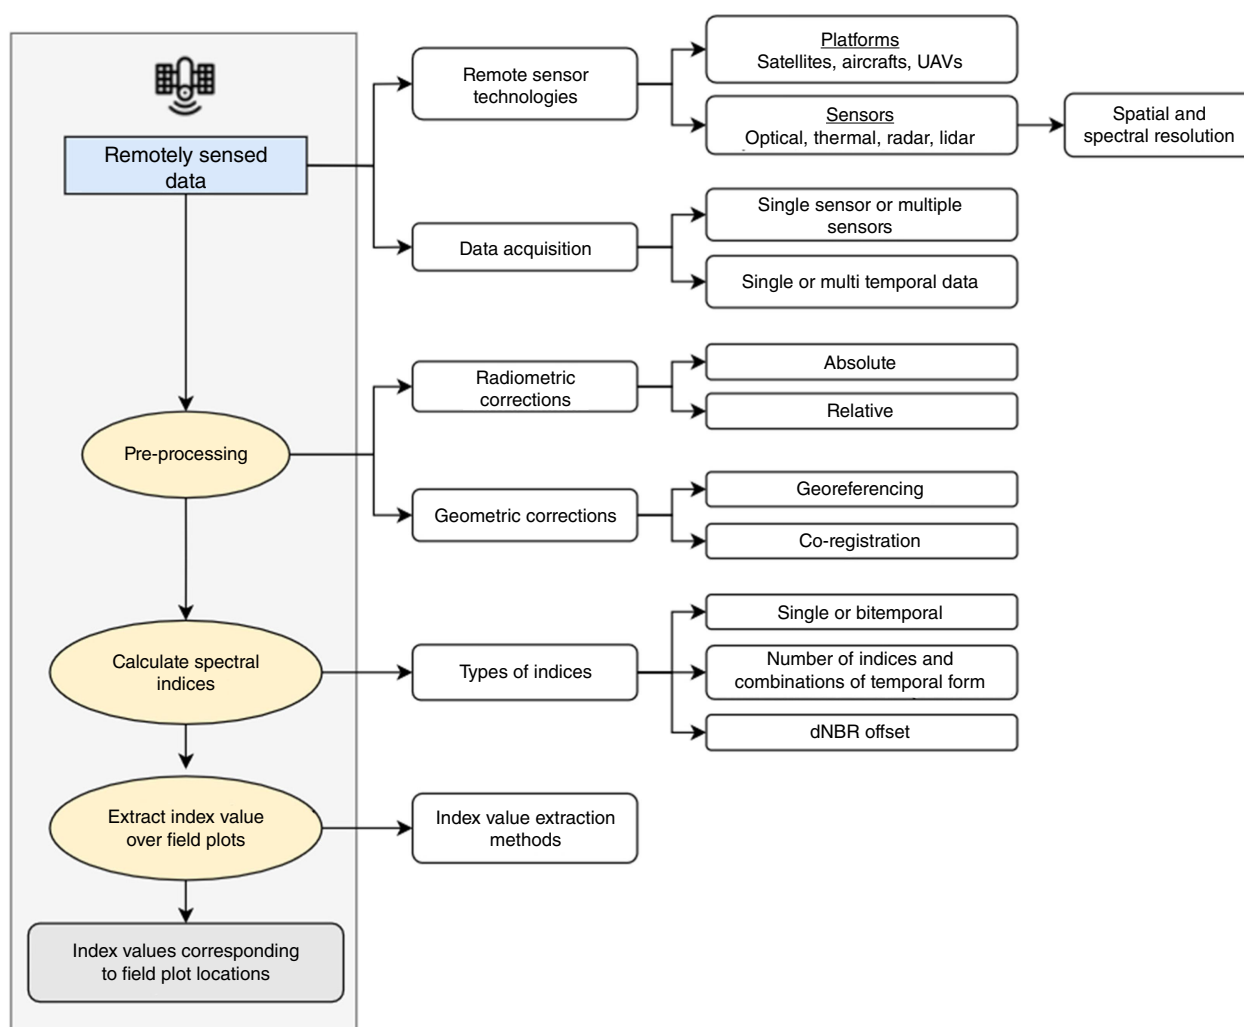 Remotely sensed
data
Remote sensor
technologies
Platforms
Satellites, aircrafts, UAVs
Sensors
Optical, thermal, radar, lidar
Spatial and
spectral resolution
Data acquisition
Single sensor or multiple
sensors
Single or multi temporal data
Pre-processing
Radiometric
corrections
Absolute
Relative
Geometric corrections
Georeferencing
Co-registration
Calculate spectral
indices
Types of indices
Single or bitemporal
Number of indices and
combinations of temporal form
dNBR offset
Extract index value
over field plots
Index value extraction
methods
Index values corresponding
to field plot locations